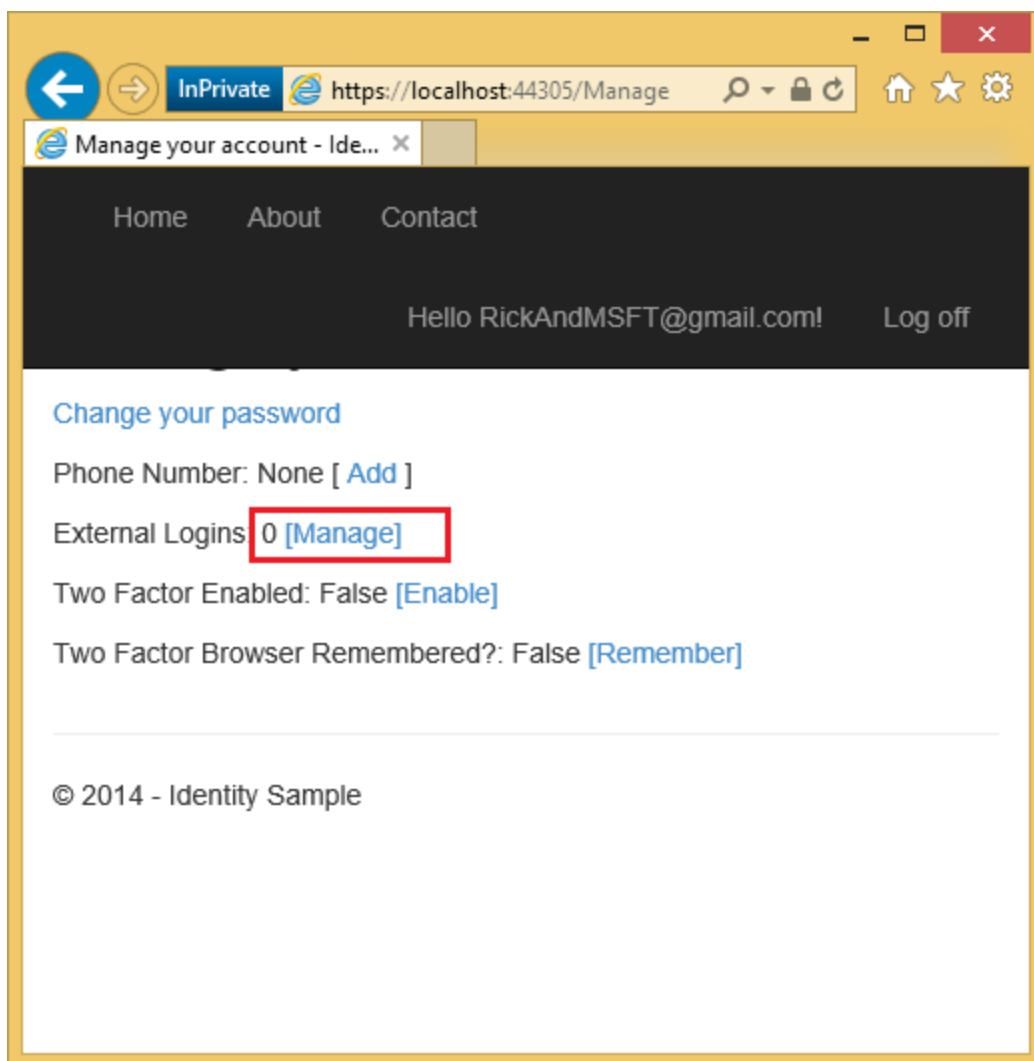 InPrivate https://localhost:44305/Manage
Manage your account - Ide...
Home About Contact
Hello RickAndMSFT@gmail.com! Log off
Change your password
Phone Number: None [ Add ]
External Logins: 0 [Manage]
Two Factor Enabled: False [Enable]
Two Factor Browser Remembered?: False [Remember]
© 2014 - Identity Sample